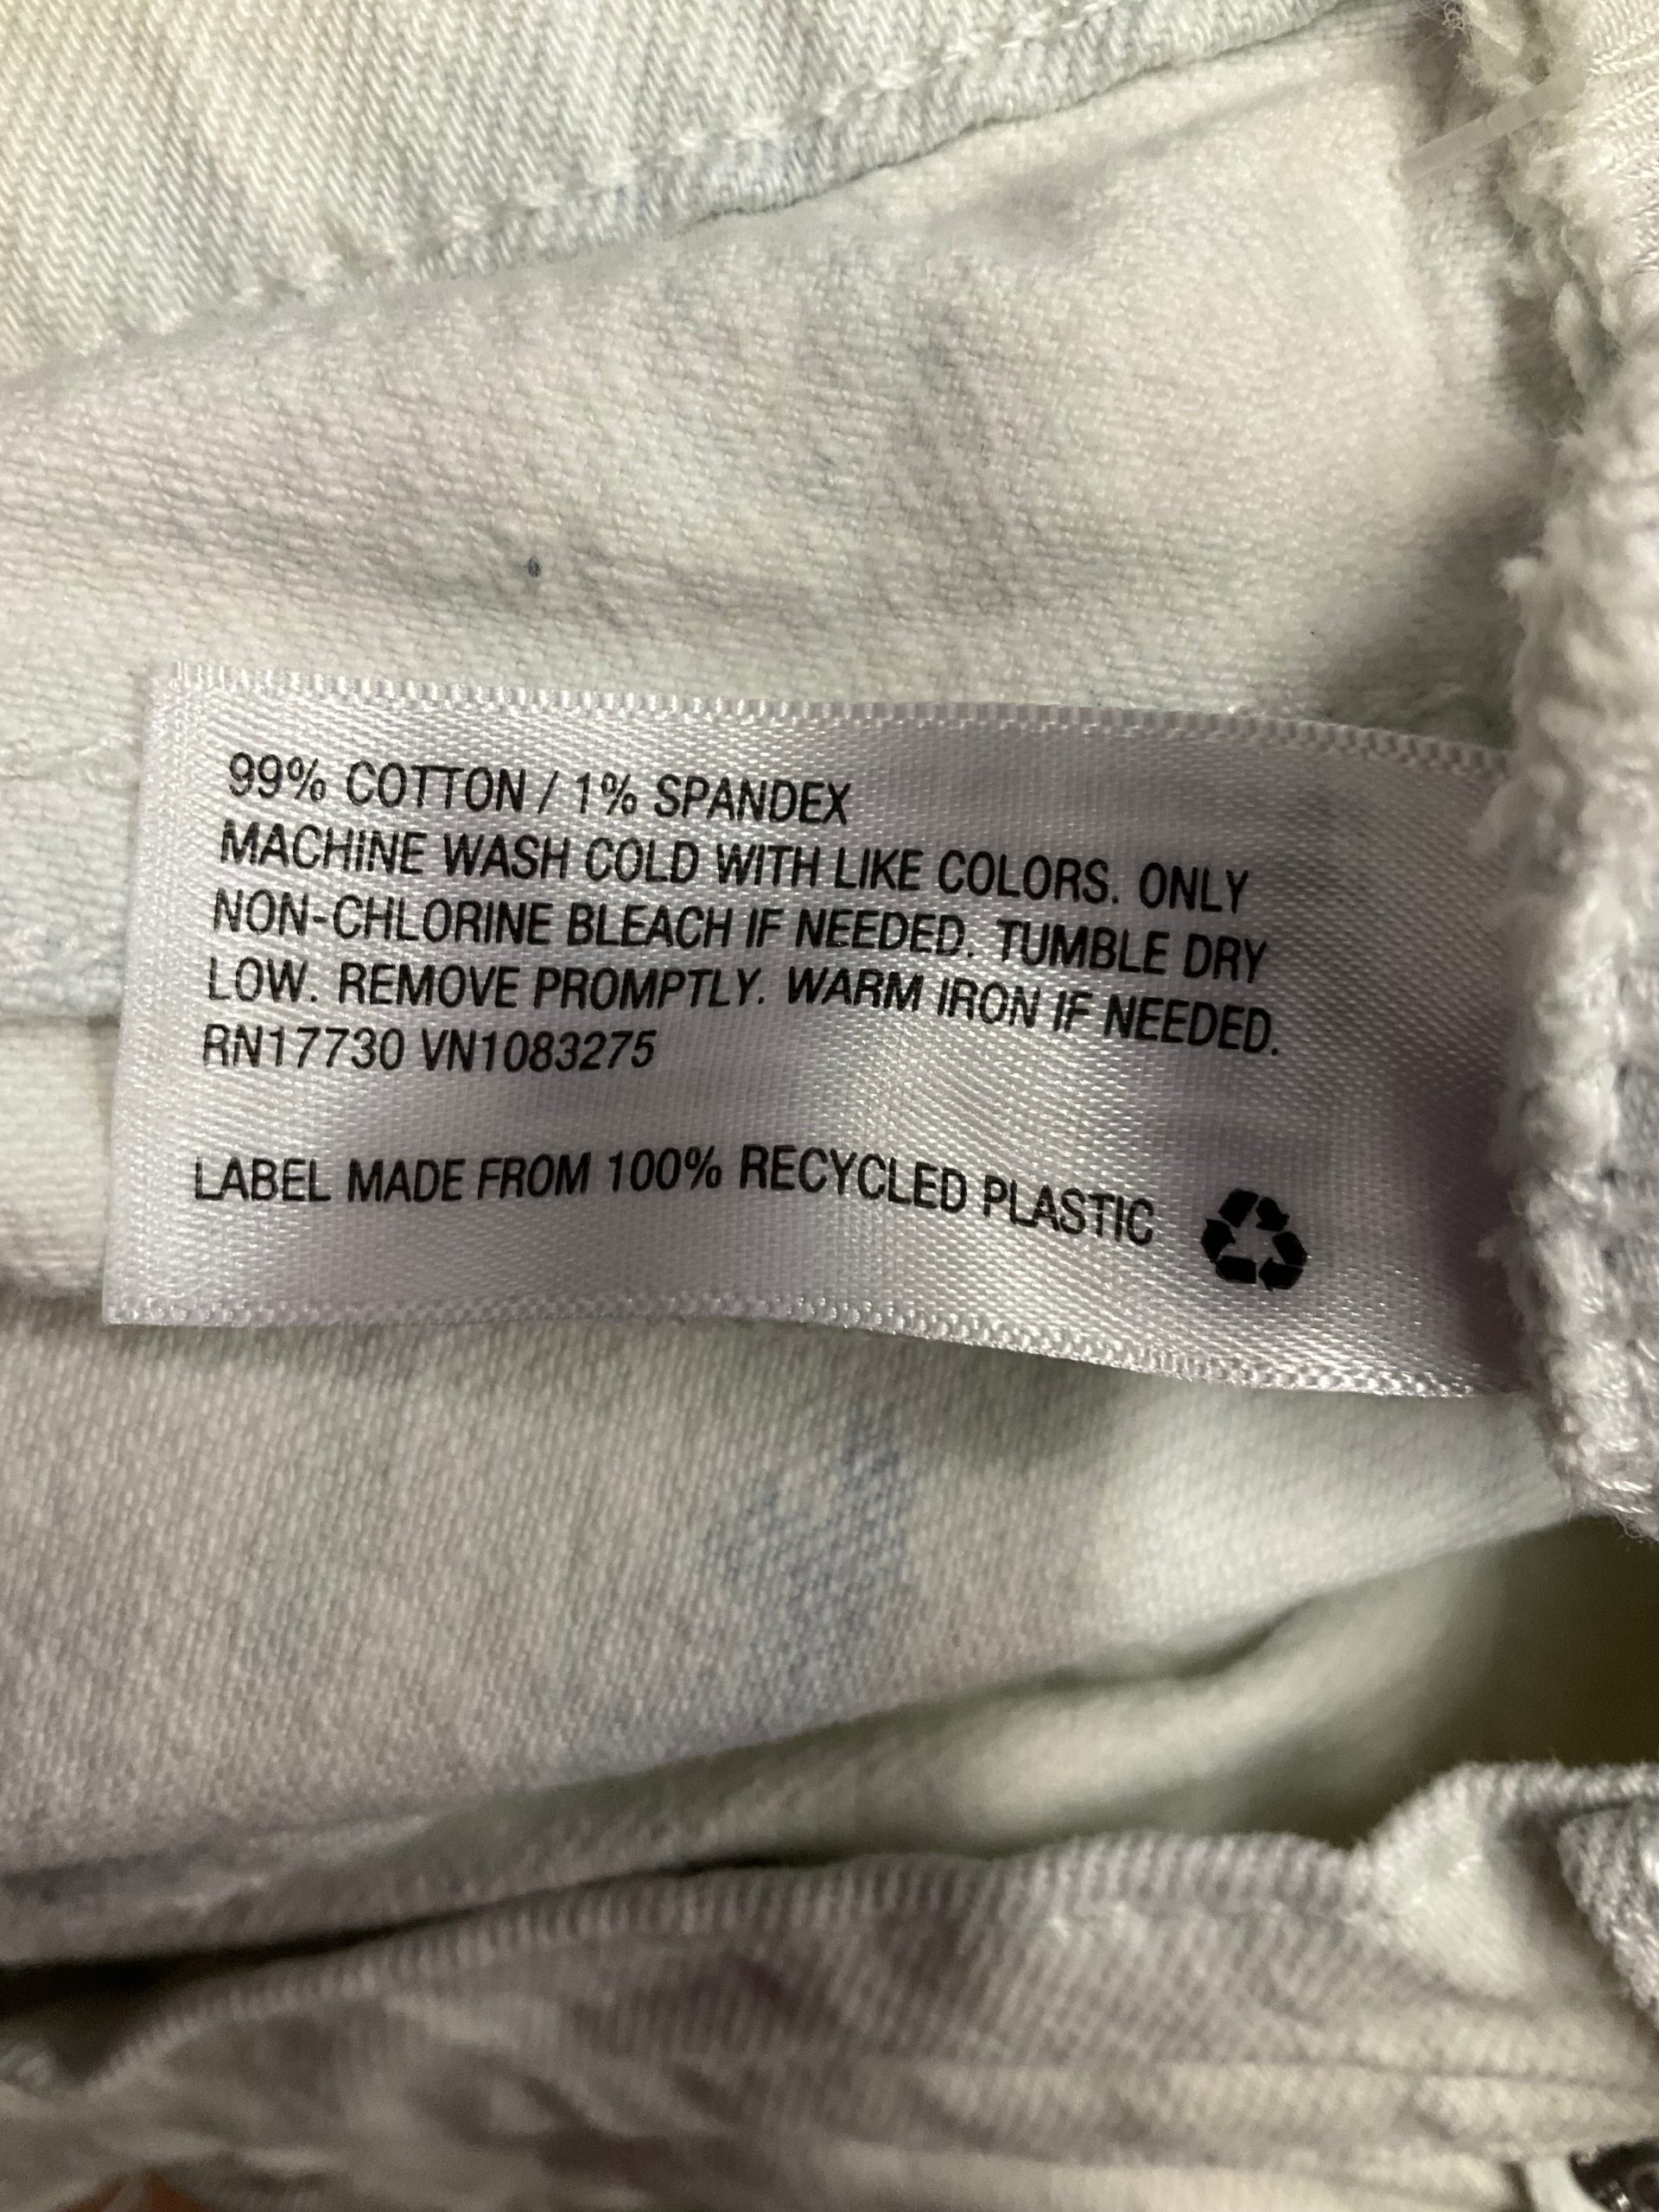 99% COTTON / 1% SPANDEX
MACHINE WASH COLD WITH LIKE COLORS. ONLY
NON-CHLORINE BLEACH IF NEEDED. TUMBLE DRY
LOW. REMOVE PROMPTLY. WARM IRON IF NEEDED.
RN17730 VN1083275
LABEL MADE FROM 100% RECYCLED PLASTIC